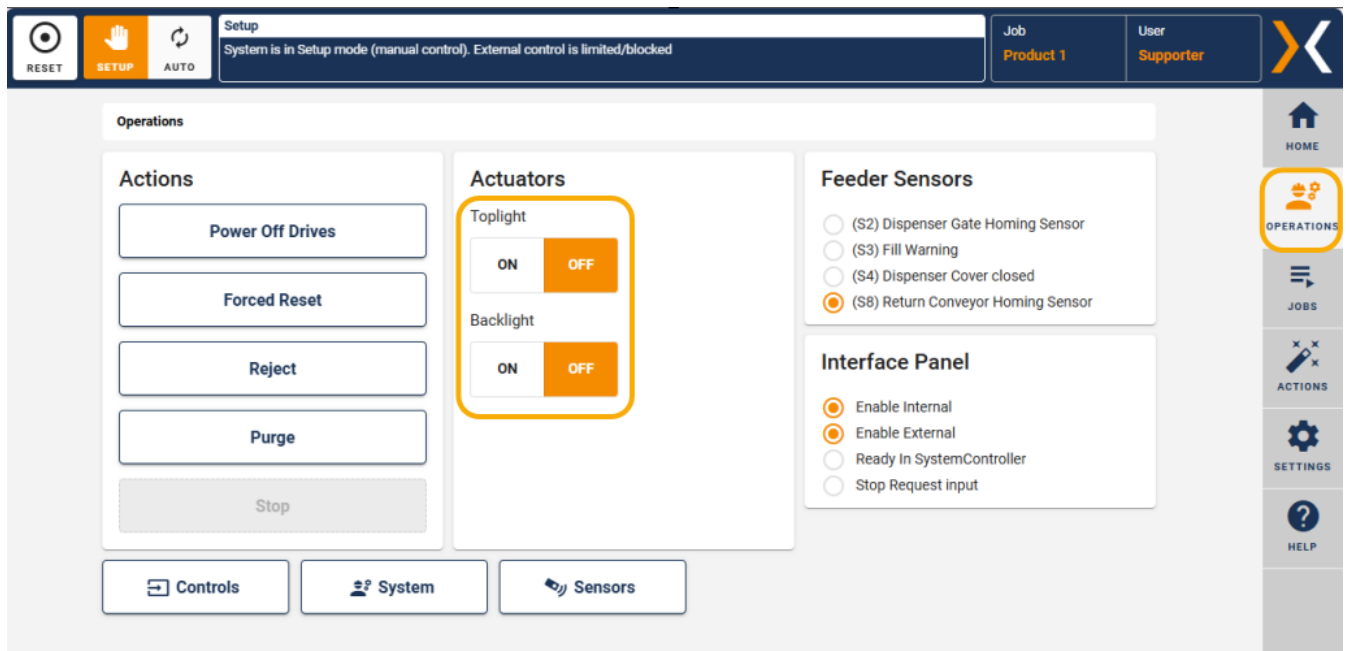 RESET
SETUP
AUTO
Setup
System is in Setup mode (manual control). External control is limited/blocked
Job
Product 1
User
Supporter
Operations
Actions
Power Off Drives
Forced Reset
Reject
Purge
Stop
Actuators
Toplight
ON OFF
Backlight
ON OFF
Feeder Sensors
(S2) Dispenser Gate Homing Sensor
(S3) Fill Warning
(S4) Dispenser Cover closed
(S8) Return Conveyor Homing Sensor
Interface Panel
Enable Internal
Enable External
Ready In SystemController
Stop Request input
Controls
System
Sensors
HOME
OPERATIONS
JOBS
ACTIONS
SETTINGS
HELP